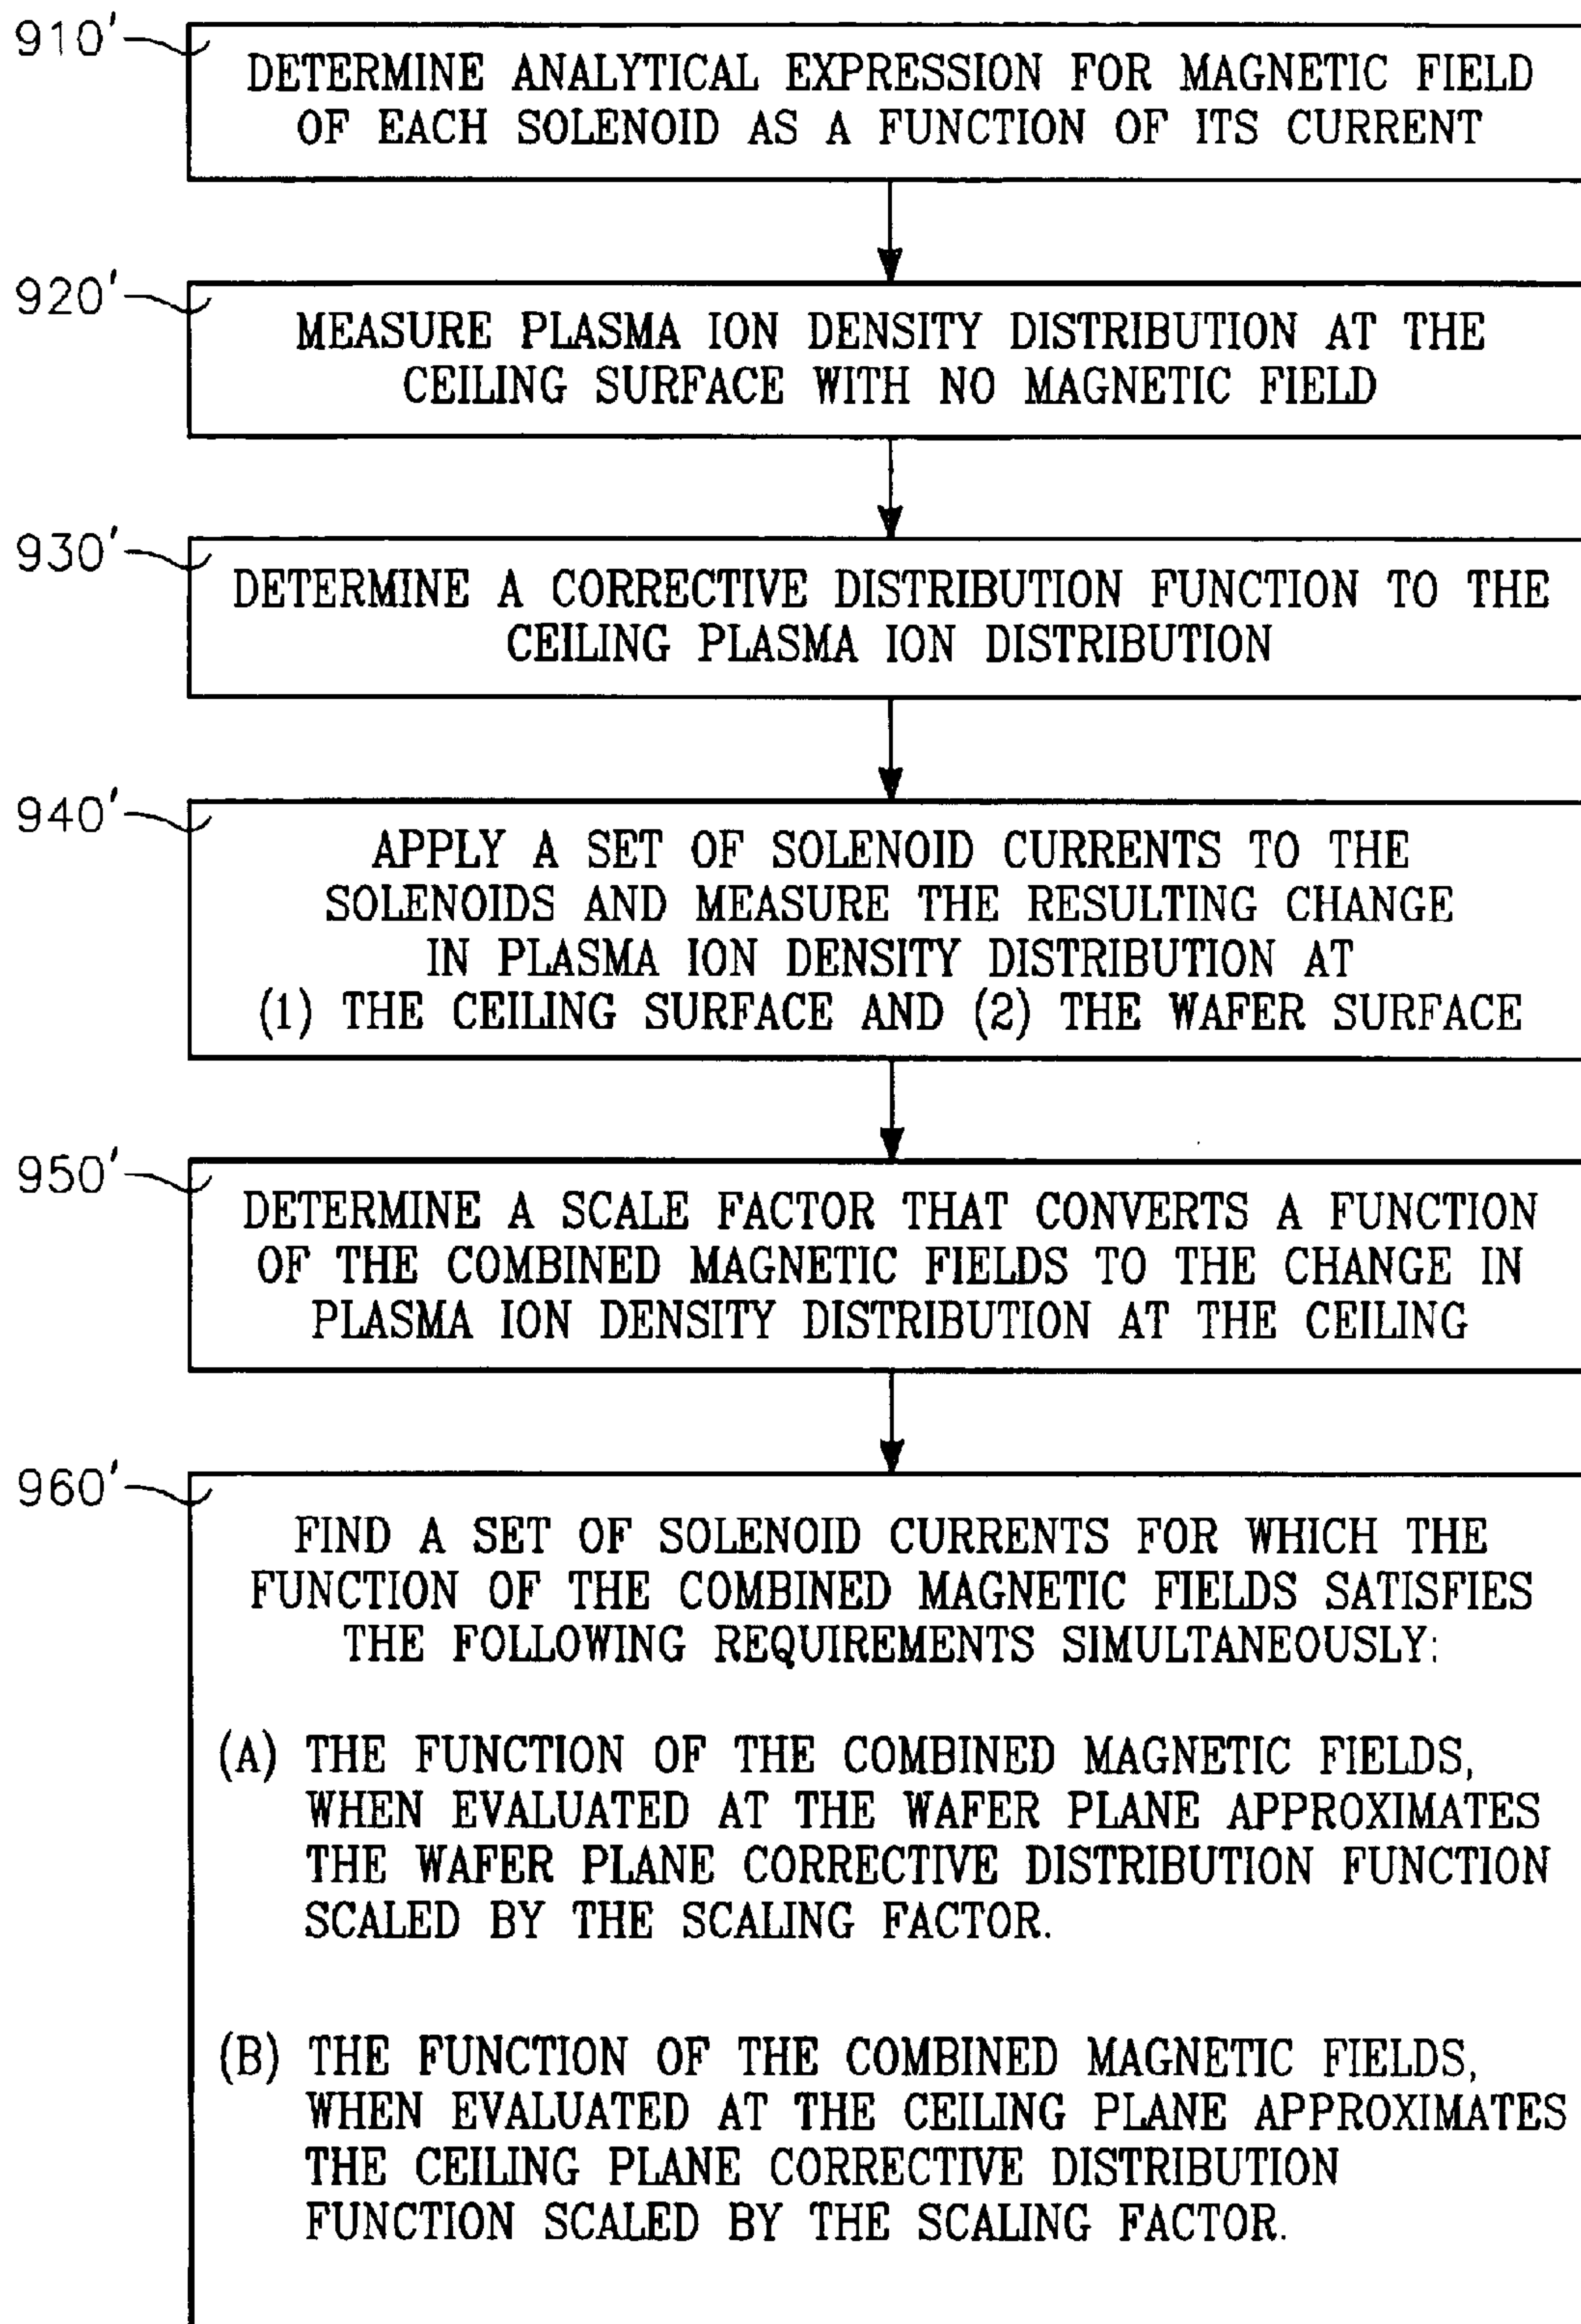 910'
DETERMINE ANALYTICAL EXPRESSION FOR MAGNETIC FIELD
OF EACH SOLENOID AS A FUNCTION OF ITS CURRENT
920'
MEASURE PLASMA ION DENSITY DISTRIBUTION AT THE
CEILING SURFACE WITH NO MAGNETIC FIELD
930'
DETERMINE A CORRECTIVE DISTRIBUTION FUNCTION TO THE
CEILING PLASMA ION DISTRIBUTION
940'
APPLY A SET OF SOLENOID CURRENTS TO THE
SOLENOIDS AND MEASURE THE RESULTING CHANGE
IN PLASMA ION DENSITY DISTRIBUTION AT
(1) THE CEILING SURFACE AND (2) THE WAFER SURFACE
950'
DETERMINE A SCALE FACTOR THAT CONVERTS A FUNCTION
OF THE COMBINED MAGNETIC FIELDS TO THE CHANGE IN
PLASMA ION DENSITY DISTRIBUTION AT THE CEILING
960'
FIND A SET OF SOLENOID CURRENTS FOR WHICH THE
FUNCTION OF THE COMBINED MAGNETIC FIELDS SATISFIES
THE FOLLOWING REQUIREMENTS SIMULTANEOUSLY:
(A) THE FUNCTION OF THE COMBINED MAGNETIC FIELDS,
WHEN EVALUATED AT THE WAFER PLANE APPROXIMATES
THE WAFER PLANE CORRECTIVE DISTRIBUTION FUNCTION
SCALED BY THE SCALING FACTOR.
(B) THE FUNCTION OF THE COMBINED MAGNETIC FIELDS,
WHEN EVALUATED AT THE CEILING PLANE APPROXIMATES
THE CEILING PLANE CORRECTIVE DISTRIBUTION
FUNCTION SCALED BY THE SCALING FACTOR.